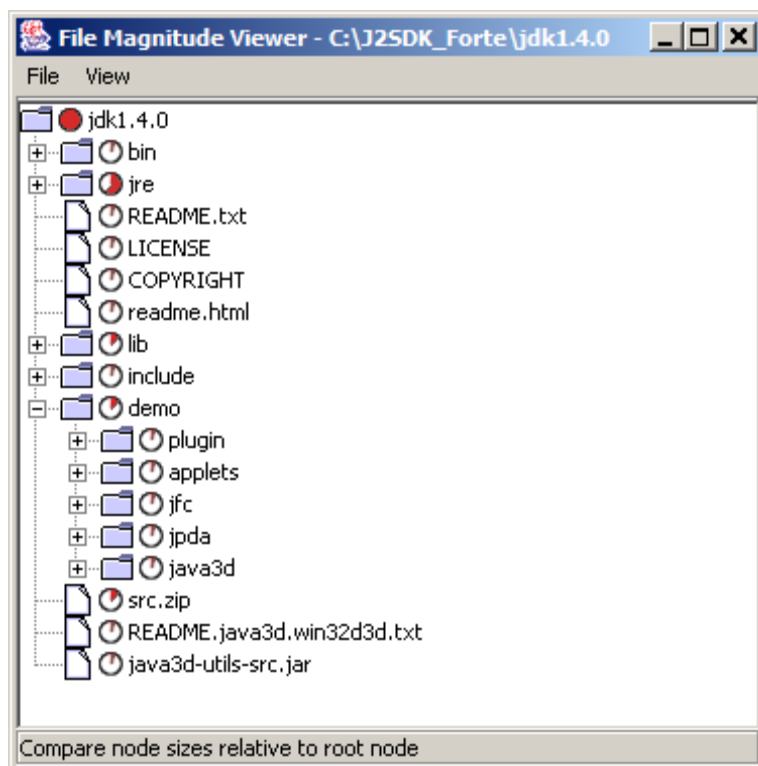 File Magnitude Viewer - C:\J2SDK_Forte\jdk1.4.0
File View
jdk1.4.0
bin
jre
README.txt
LICENSE
COPYRIGHT
readme.html
lib
include
demo
plugin
applets
jfc
jpda
java3d
src.zip
README.java3d.win32d3d.txt
java3d-utils-src.jar
Compare node sizes relative to root node